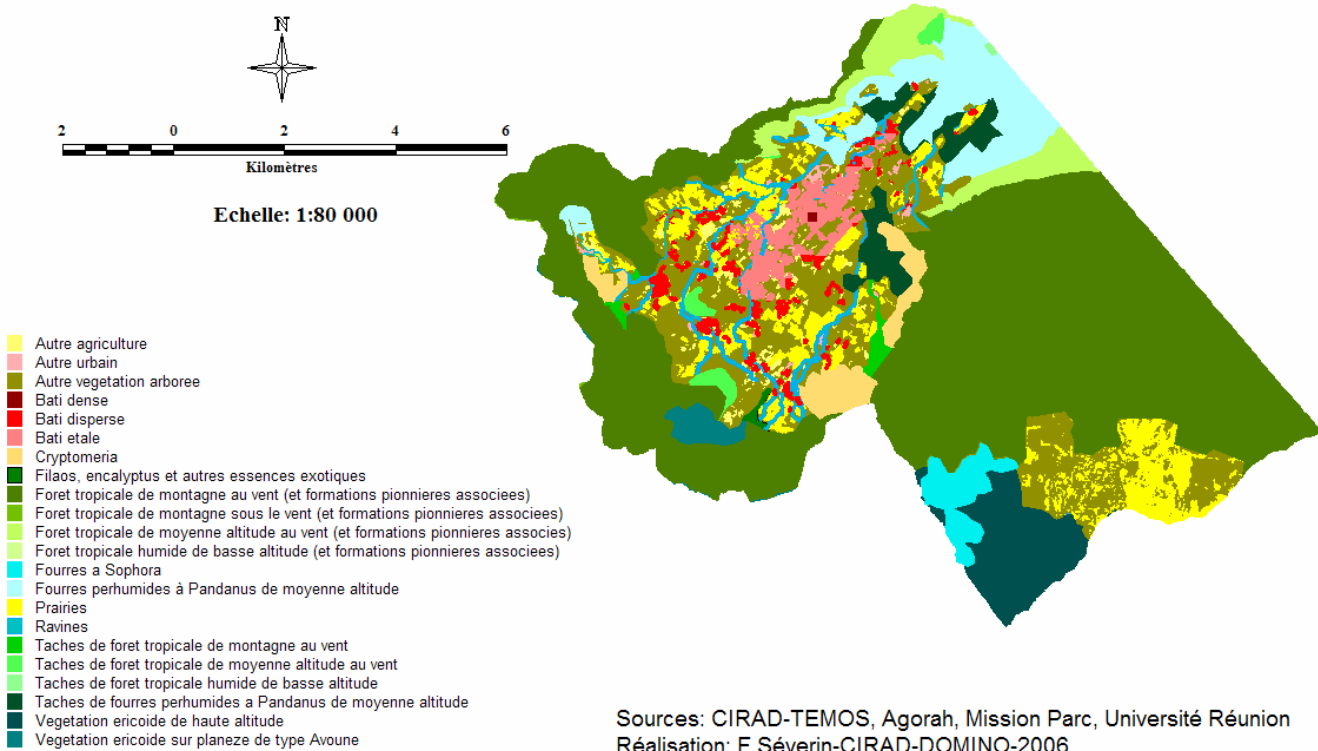 N
2 0 2 4 6
Kilomètres
Echelle: 1:80 000
Autre agriculture
Autre urbain
Autre vegetation arboree
Bati dense
Bati disperse
Bati etale
Cryptomeria
Filaos, encalyptus et autres essences exotiques
Foret tropicale de montagne au vent (et formations pionnieres associees)
Foret tropicale de montagne sous le vent (et formations pionnieres associees)
Foret tropicale de moyenne altitude au vent (et formations pionnieres associes)
Foret tropicale humide de basse altitude (et formations pionnieres associees)
Fourres a Sophora
Fourres perhumides à Pandanus de moyenne altitude
Prairies
Ravines
Taches de foret tropicale de montagne au vent
Taches de foret tropicale de moyenne altitude au vent
Taches de foret tropicale humide de basse altitude
Taches de fourres perhumides a Pandanus de moyenne altitude
Vegetation ericoide de haute altitude
Vegetation ericoide sur planeze de type Avoune
Sources: CIRAD-TEMOS, Agorah, Mission Parc, Université Réunion
Réalisation: F Séverin-CIRAD-DOMINO-2006